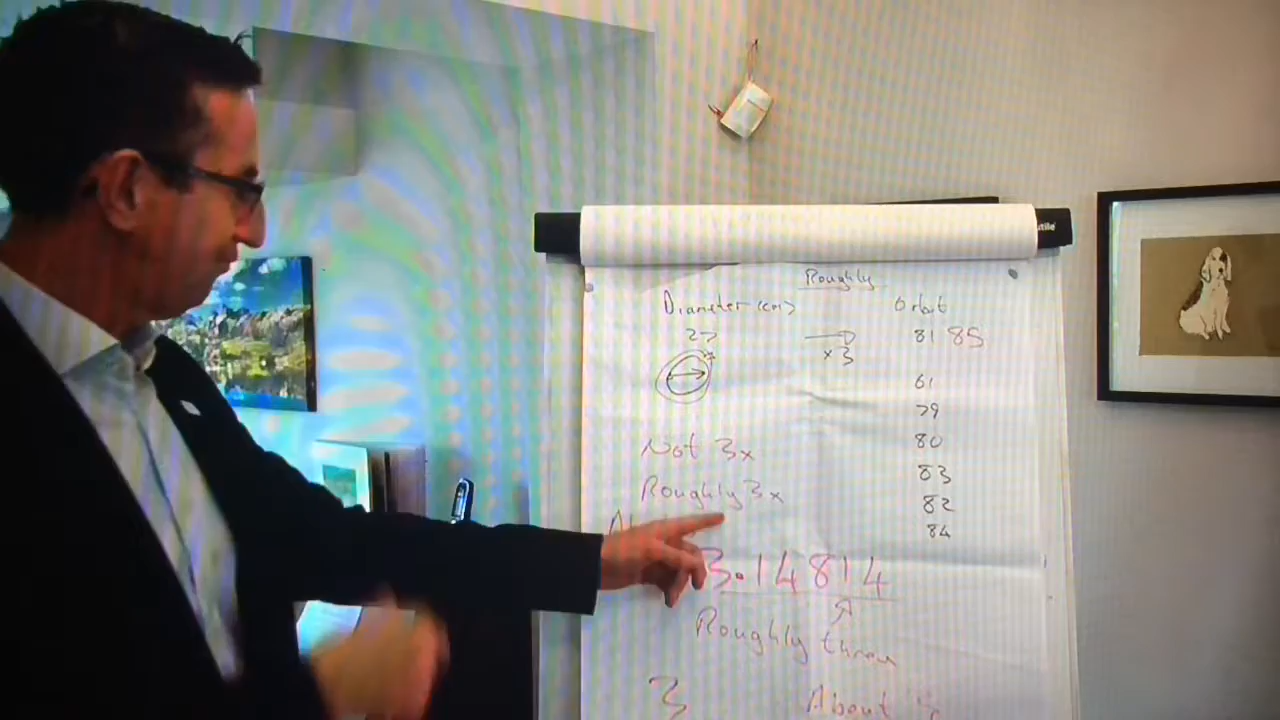 Roughly
Diameter (cm) Orbit
27 → 81 85
x3
61
79
Not 3x 80
83
Roughly 3x 82
84
3.14814
Roughly three
3 About